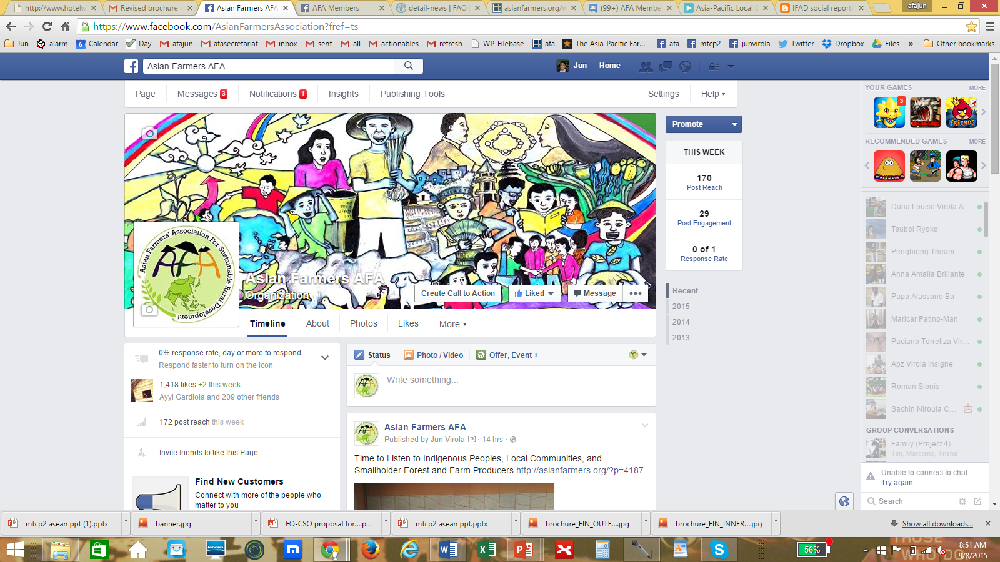 http://www.hotelw
Revised brochure
Asian Farmers AFA
AFA Members
detail-news | FAO
asianfarmers.org/w
(99+) AFA Membe
Asia-Pacific Local C
IFAD social report
afajun
https://www.facebook.com/AsianFarmersAssociation?fref=ts
Jun alarm Calendar Day afajun afasecretariat inbox sent all actionables refresh WP-Filebase afa The Asia-Pacific Far... afa mtcp2 junvirola Twitter Dropbox Files » Other bookmarks
Asian Farmers AFA
Jun Home
Page Messages 3 Notifications 1 Insights Publishing Tools Settings Help
Promote
THIS WEEK
170
Post Reach
29
Post Engagement
0 of 1
Response Rate
Recent
2015
2014
2013
Asian Farmers' Association For Sustainable Rural Development
AFA
Asian Farmers AFA
Organization
Create Call to Action Liked Message •••
Timeline About Photos Likes More
0% response rate, day or more to respond
Respond faster to turn on the icon
1,418 likes +2 this week
Ayyi Gardiola and 209 other friends
172 post reach this week
Invite friends to like this Page
Find New Customers
Connect with more of the people who
matter to you
Status Photo / Video Offer, Event +
Write something...
Asian Farmers AFA
Published by Jun Virola [?] · 14 hrs ·
Time to Listen to Indigenous Peoples, Local Communities, and
Smallholder Forest and Farm Producers http://asianfarmers.org/?p=4187
YOUR GAMES MORE
3
DRAGONS
FRIENDS
RECOMMENDED GAMES MORE
Dana Louise Virola A...
Tsuboi Ryoko
Penghieng Theam
Anna Amalia Brillante
Papa Alassane Ba
Maricar Patino-Man
Paciano Torreliza Vir...
Apz Virola Insigne
Roman Sionis
Sachin Niroula C...
GROUP CONVERSATIONS
Family (Project 4)
Tim, Marciano, Trisha
Unable to connect to chat.
Try again
Search
mtcp2 asean ppt (1).pptx
banner.jpg
FO-CSO proposal for....p...
mtcp2 asean ppt.pptx
brochure_FIN_OUTE....jpg
brochure_FIN_INNER....jpg
Show all downloads...
lenovo
56%
THOSE
WHO DO
8:51 AM
9/8/2015